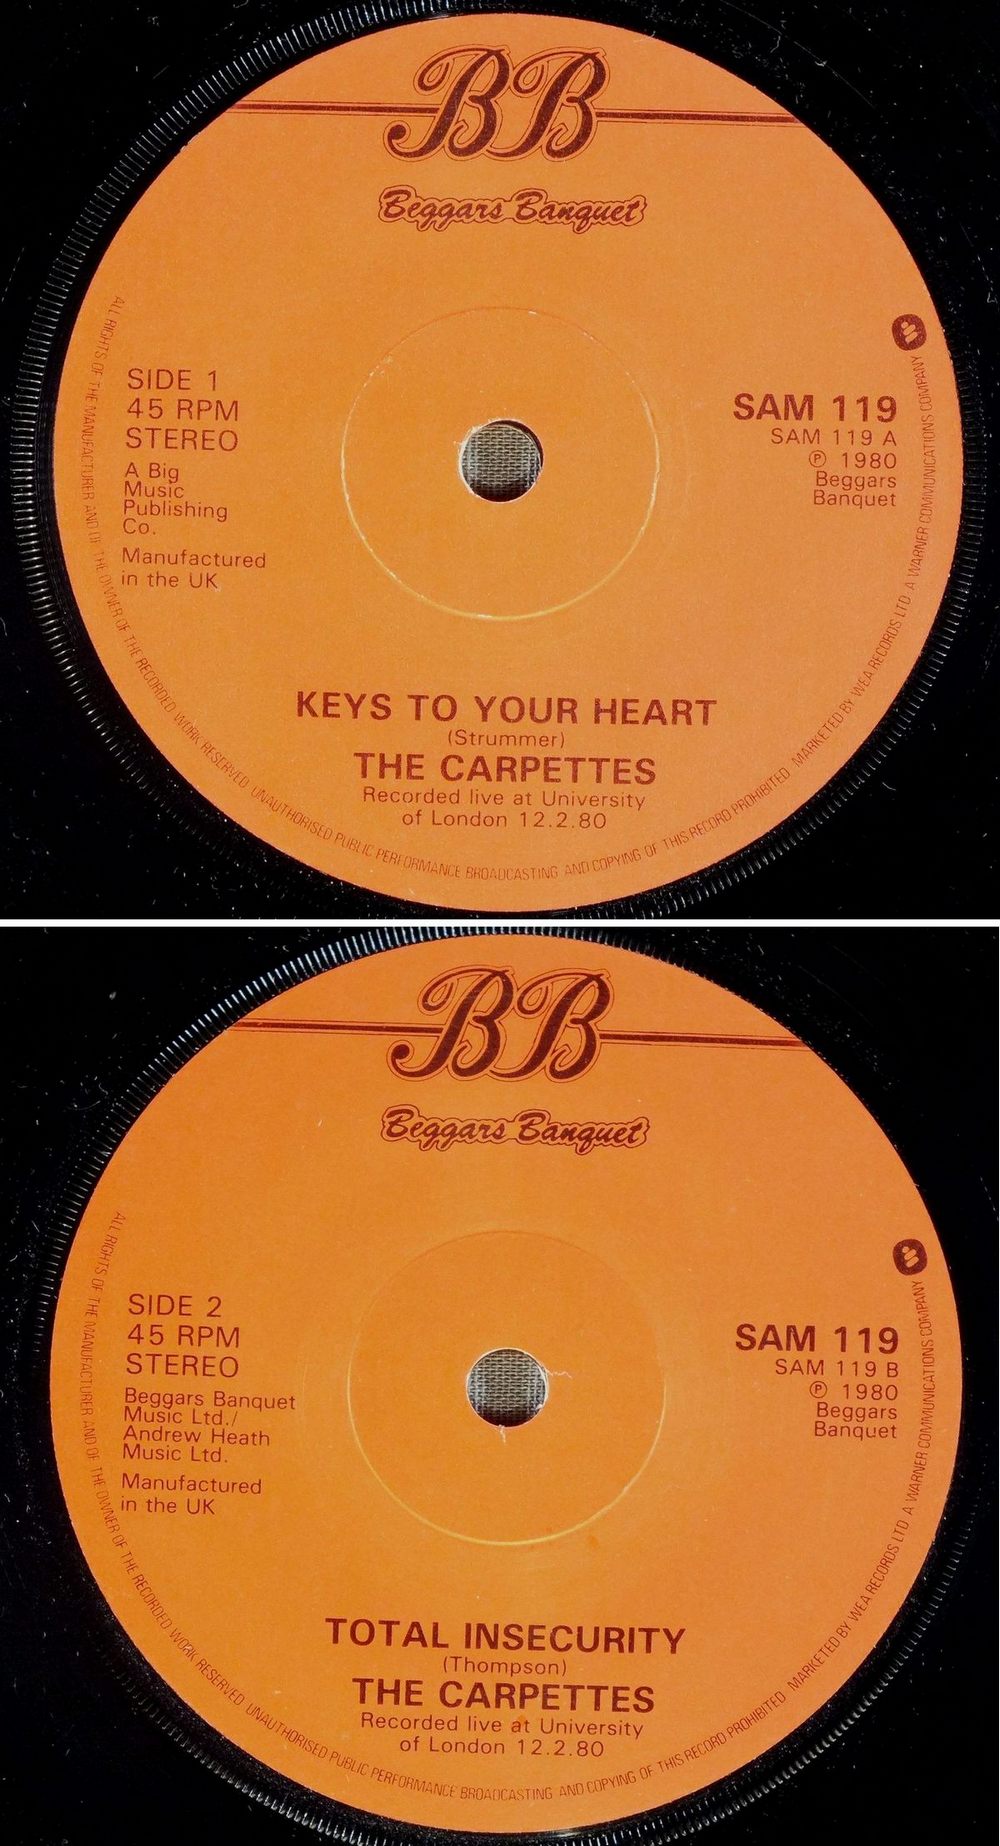 BB
Beggars Banquet
SIDE 1
45 RPM
STEREO
A Big
Music
Publishing
Co.
Manufactured
in the UK
SAM 119
SAM 119 A
℗ 1980
Beggars
Banquet
KEYS TO YOUR HEART
(Strummer)
THE CARPETTES
Recorded live at University
of London 12.2.80
ALL RIGHTS OF THE MANUFACTURER AND OF THE OWNER OF THE RECORDED WORK RESERVED UNAUTHORISED PUBLIC PERFORMANCE BROADCASTING AND COPYING OF THIS RECORD PROHIBITED MARKETED BY WEA RECORDS LTD A WARNER COMMUNICATIONS COMPANY
BB
Beggars Banquet
SIDE 2
45 RPM
STEREO
Beggars Banquet
Music Ltd./
Andrew Heath
Music Ltd.
Manufactured
in the UK
SAM 119
SAM 119 B
℗ 1980
Beggars
Banquet
TOTAL INSECURITY
(Thompson)
THE CARPETTES
Recorded live at University
of London 12.2.80
ALL RIGHTS OF THE MANUFACTURER AND OF THE OWNER OF THE RECORDED WORK RESERVED UNAUTHORISED PUBLIC PERFORMANCE BROADCASTING AND COPYING OF THIS RECORD PROHIBITED MARKETED BY WEA RECORDS LTD A WARNER COMMUNICATIONS COMPANY